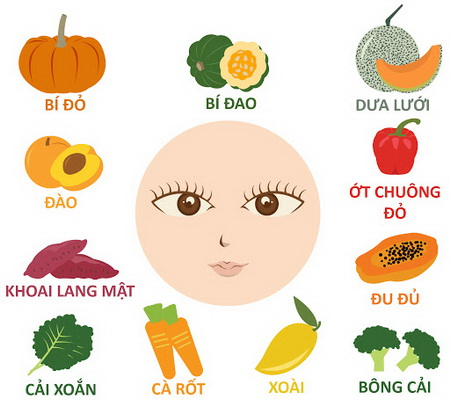 BÍ ĐỎ
BÍ ĐAO
DƯA LƯỚI
ĐÀO
ỚT CHUÔNG
ĐỎ
KHOAI LANG MẬT
ĐU ĐỦ
CẢI XOẮN
CÀ RỐT
XOÀI
BÔNG CẢI